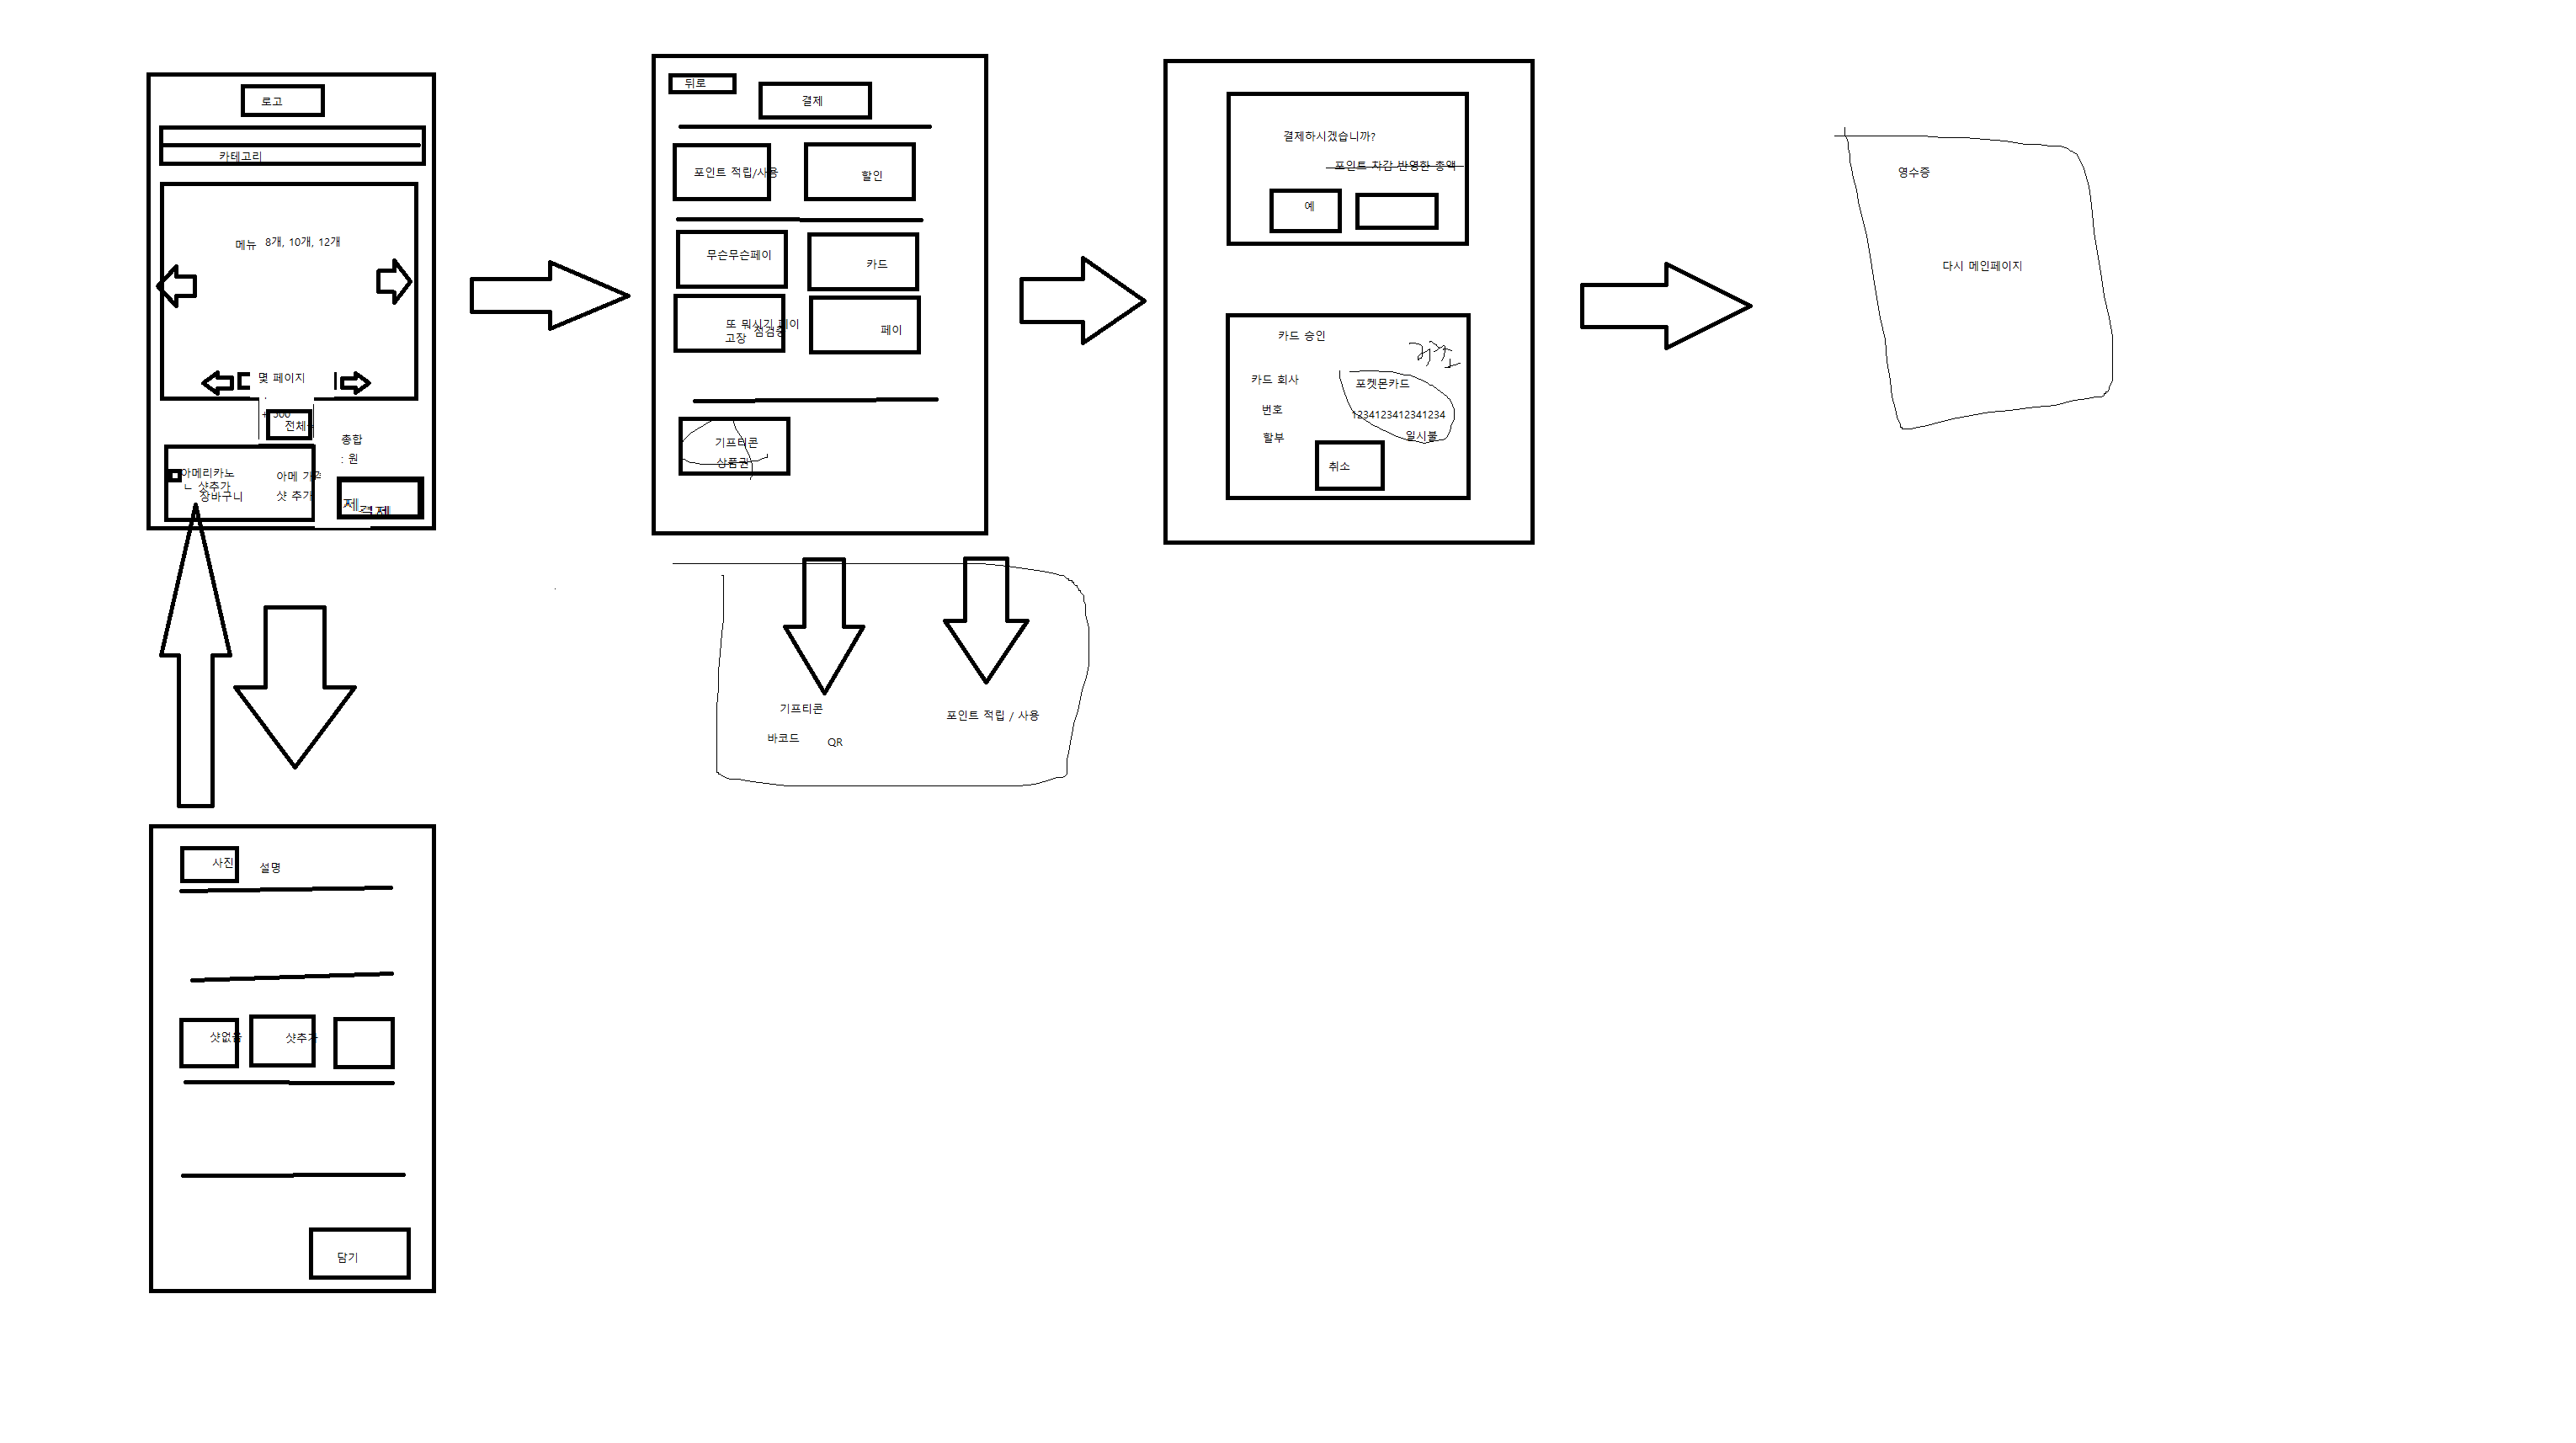 로고
카테고리
메뉴 8개, 10개, 12개
몇 페이지
+ 500
전체
총합
: 원
아메리카노
ㄴ 샷추가
장바구니
아메 가격
샷 추가
제
결제
사진 설명
샷없음 샷추가
담기
뒤로
결제
포인트 적립/사용 할인
무슨무슨페이 카드
또 뭐시기 페이
고장 점검중
페이
기프티콘
상품권
기프티콘
바코드 QR
포인트 적립 / 사용
결제하시겠습니까?
포인트 차감 반영한 총액
예
카드 승인
카드 회사 포켓몬카드
번호 1234123412341234
할부 일시불
취소
영수증
다시 메인페이지